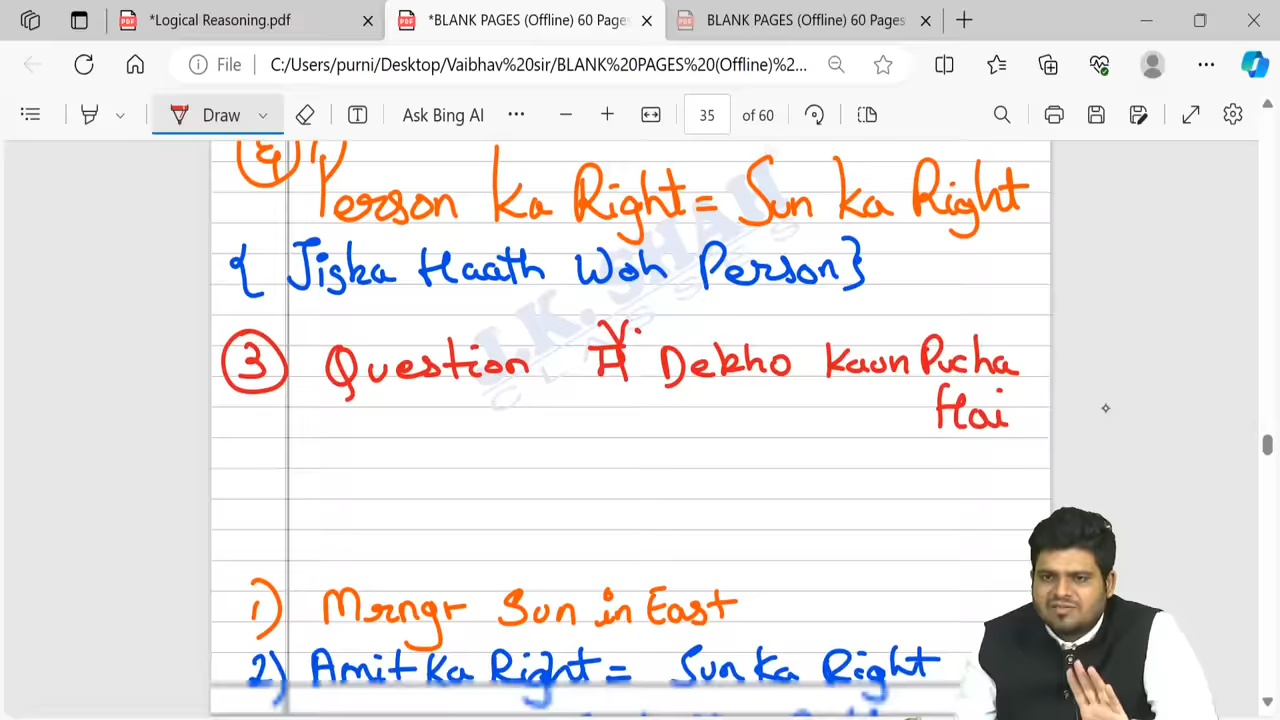 *Logical Reasoning.pdf
*BLANK PAGES (Offline) 60 Pages
BLANK PAGES (Offline) 60 Pages
File
C:/Users/purni/Desktop/Vaibhav%20sir/BLANK%20PAGES%20(Offline)%2...
Draw
Ask Bing AI
35
of 60
Person Ka Right = Sun ka Right
{ Jiska Haath Woh Person }
3 Question में Dekho Kaun Pucha
Hai
J.K. SHAH
CLASSES
1) Mrngr Sun in East
2) Amit Ka Right = Sun Ka Right